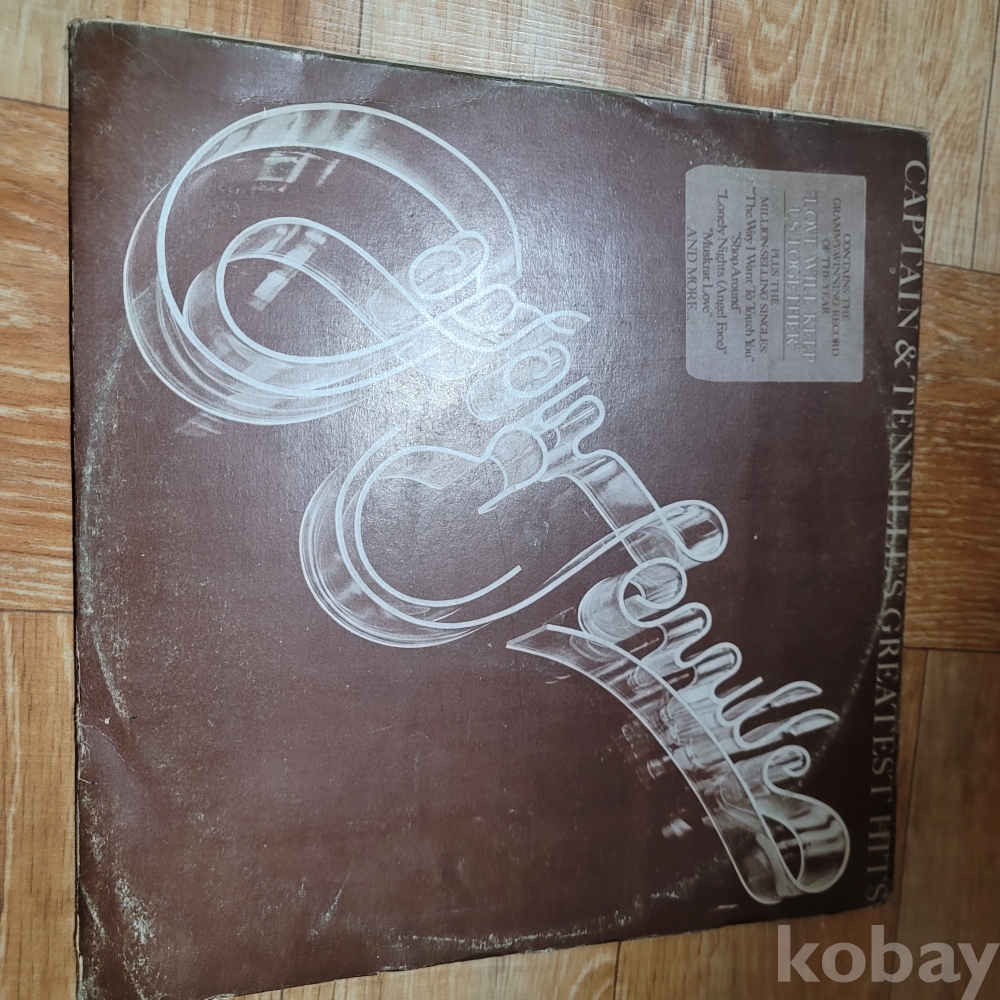 CAPTAIN & TENNILLE'S GREATEST HITS
CONTAINS THE
GRAMMY WINNING RECORD
OF THE YEAR
"LOVE WILL KEEP
US TOGETHER"
PLUS THE
MILLION-SELLING SINGLES:
"The Way I Want To Touch You"
"Shop Around"
"Lonely Nights (Angel Face)"
"Muskrat Love"
AND MORE...
Captain &
Tennille
kobay